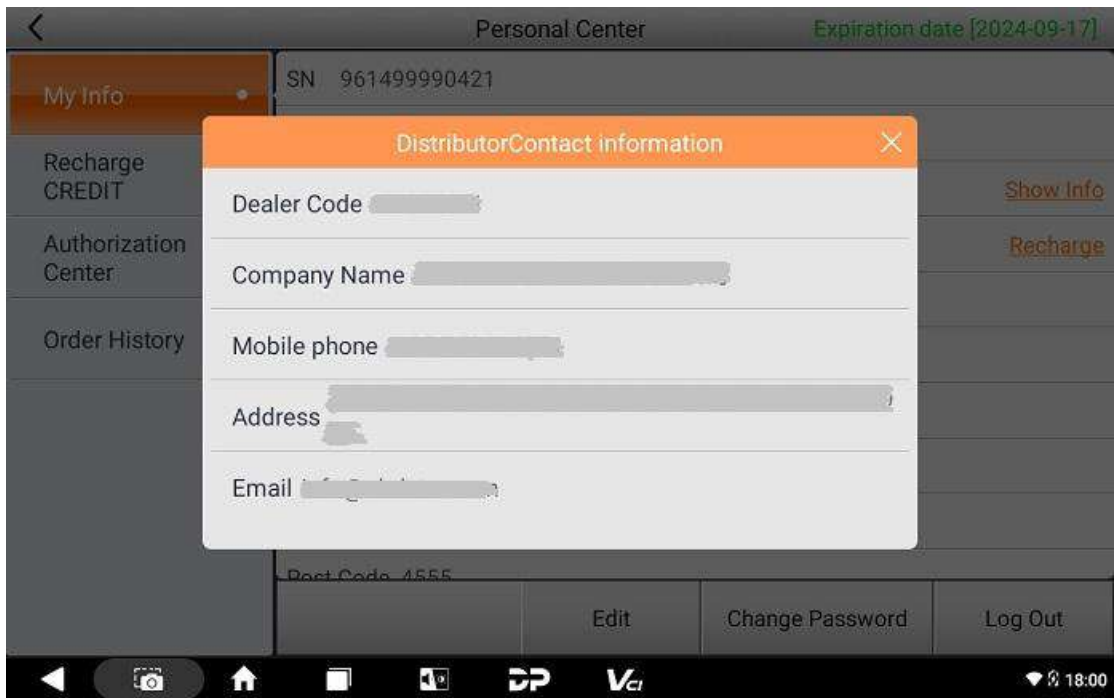 Personal Center
Expiration date [2024-09-17]
My Info
SN 961499990421
Recharge
CREDIT
Authorization
Center
Order History
DistributorContact information
Dealer Code
Company Name
Mobile phone
Address
Email
Show Info
Recharge
Post Code 4555
Edit
Change Password
Log Out
DP
VCI
18:00